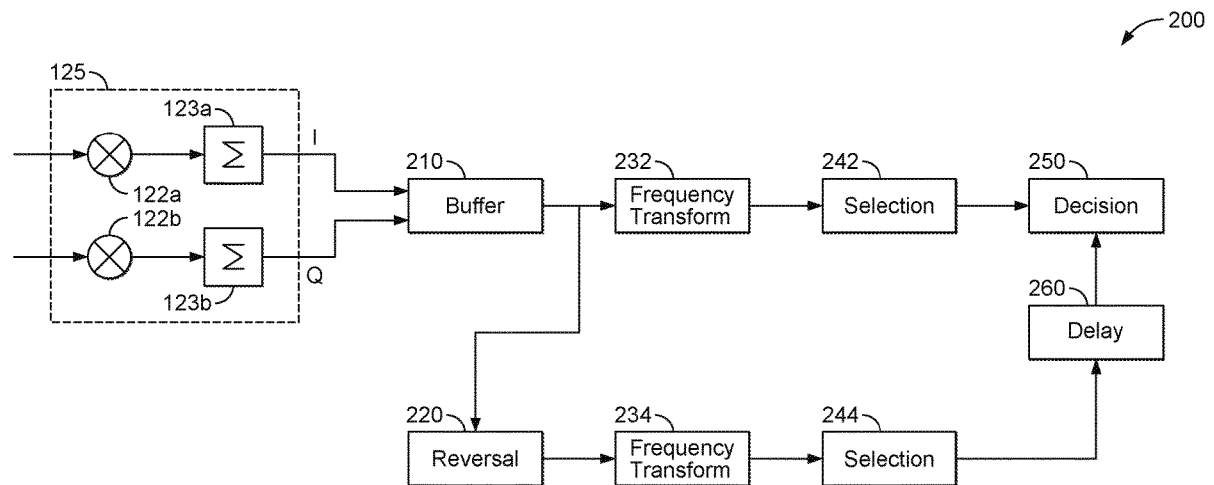 200
125
123a
Σ
I
122a
122b
Σ
Q
123b
210
Buffer
232
Frequency
Transform
242
Selection
250
Decision
260
Delay
220
Reversal
234
Frequency
Transform
244
Selection